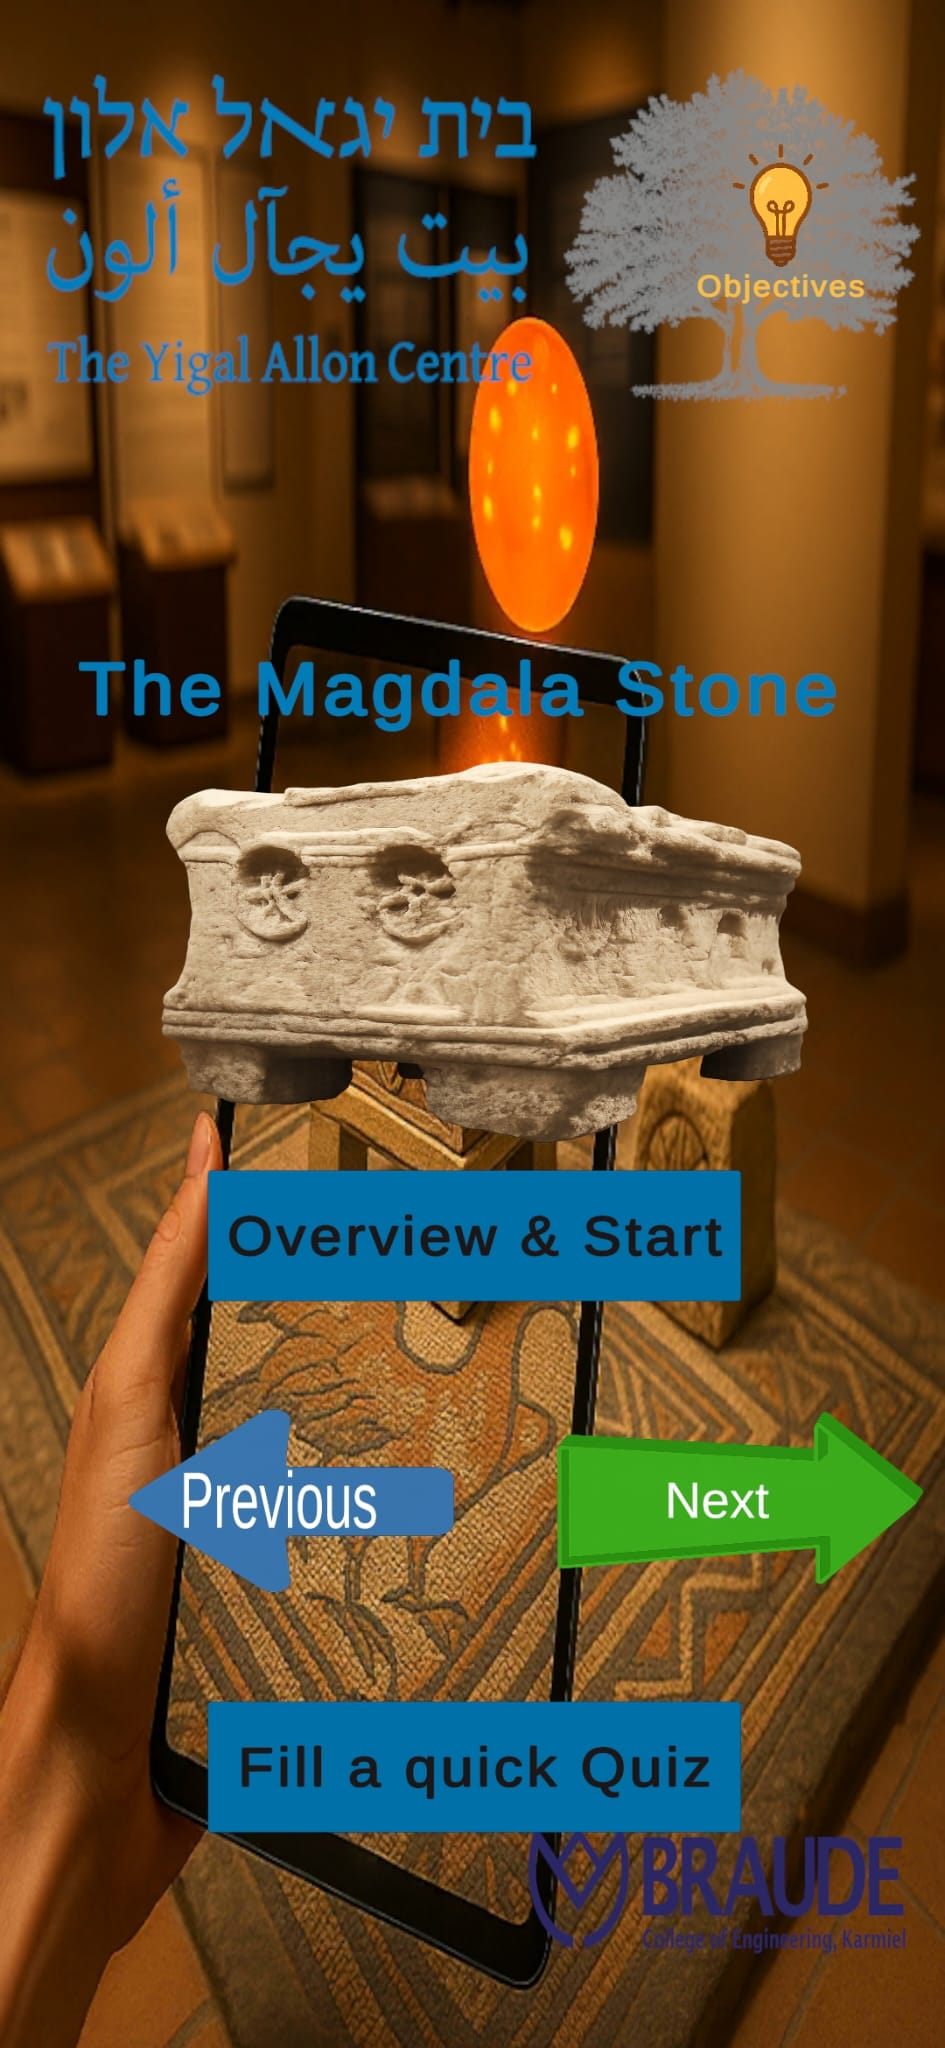 בית יגאל אלון
بيت يجآل ألون
The Yigal Allon Centre
Objectives
The Magdala Stone
Overview & Start
Previous
Next
Fill a quick Quiz
BRAUDE
College of Engineering, Karmiel